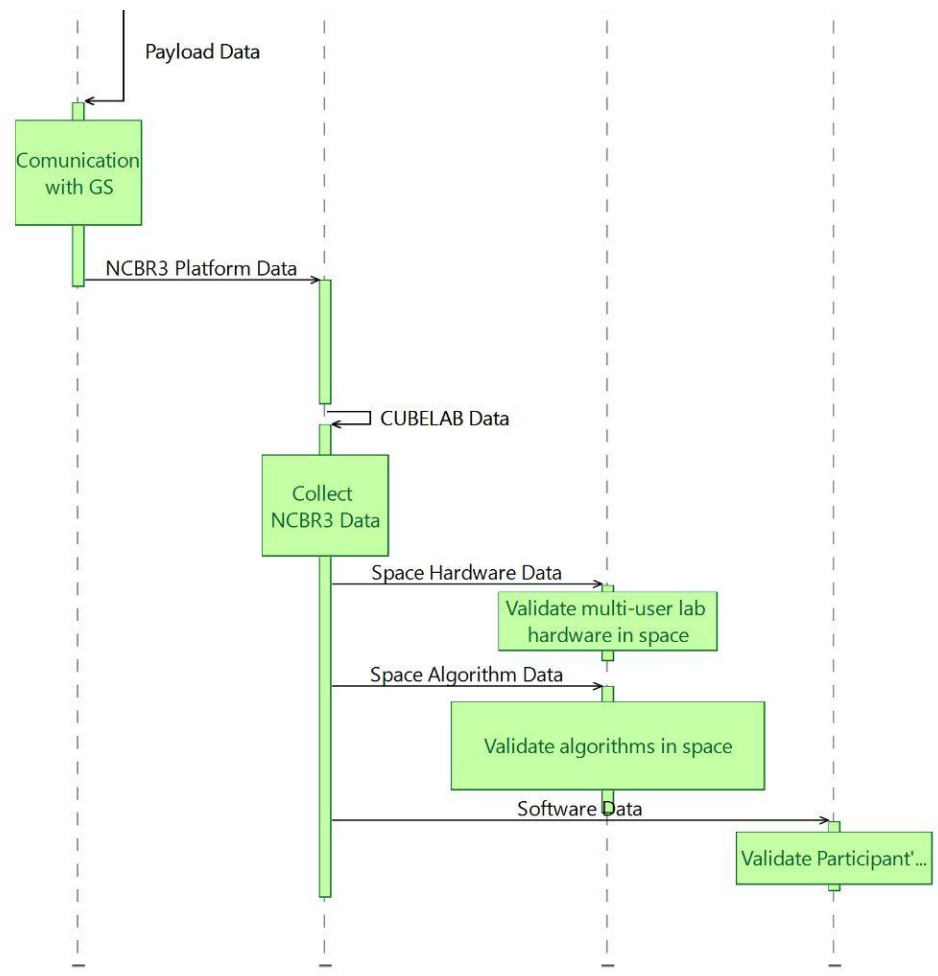 Payload Data
Comunication
with GS
NCBR3 Platform Data
CUBELAB Data
Collect
NCBR3 Data
Space Hardware Data
Validate multi-user lab
hardware in space
Space Algorithm Data
Validate algorithms in space
Software Data
Validate Participant'...